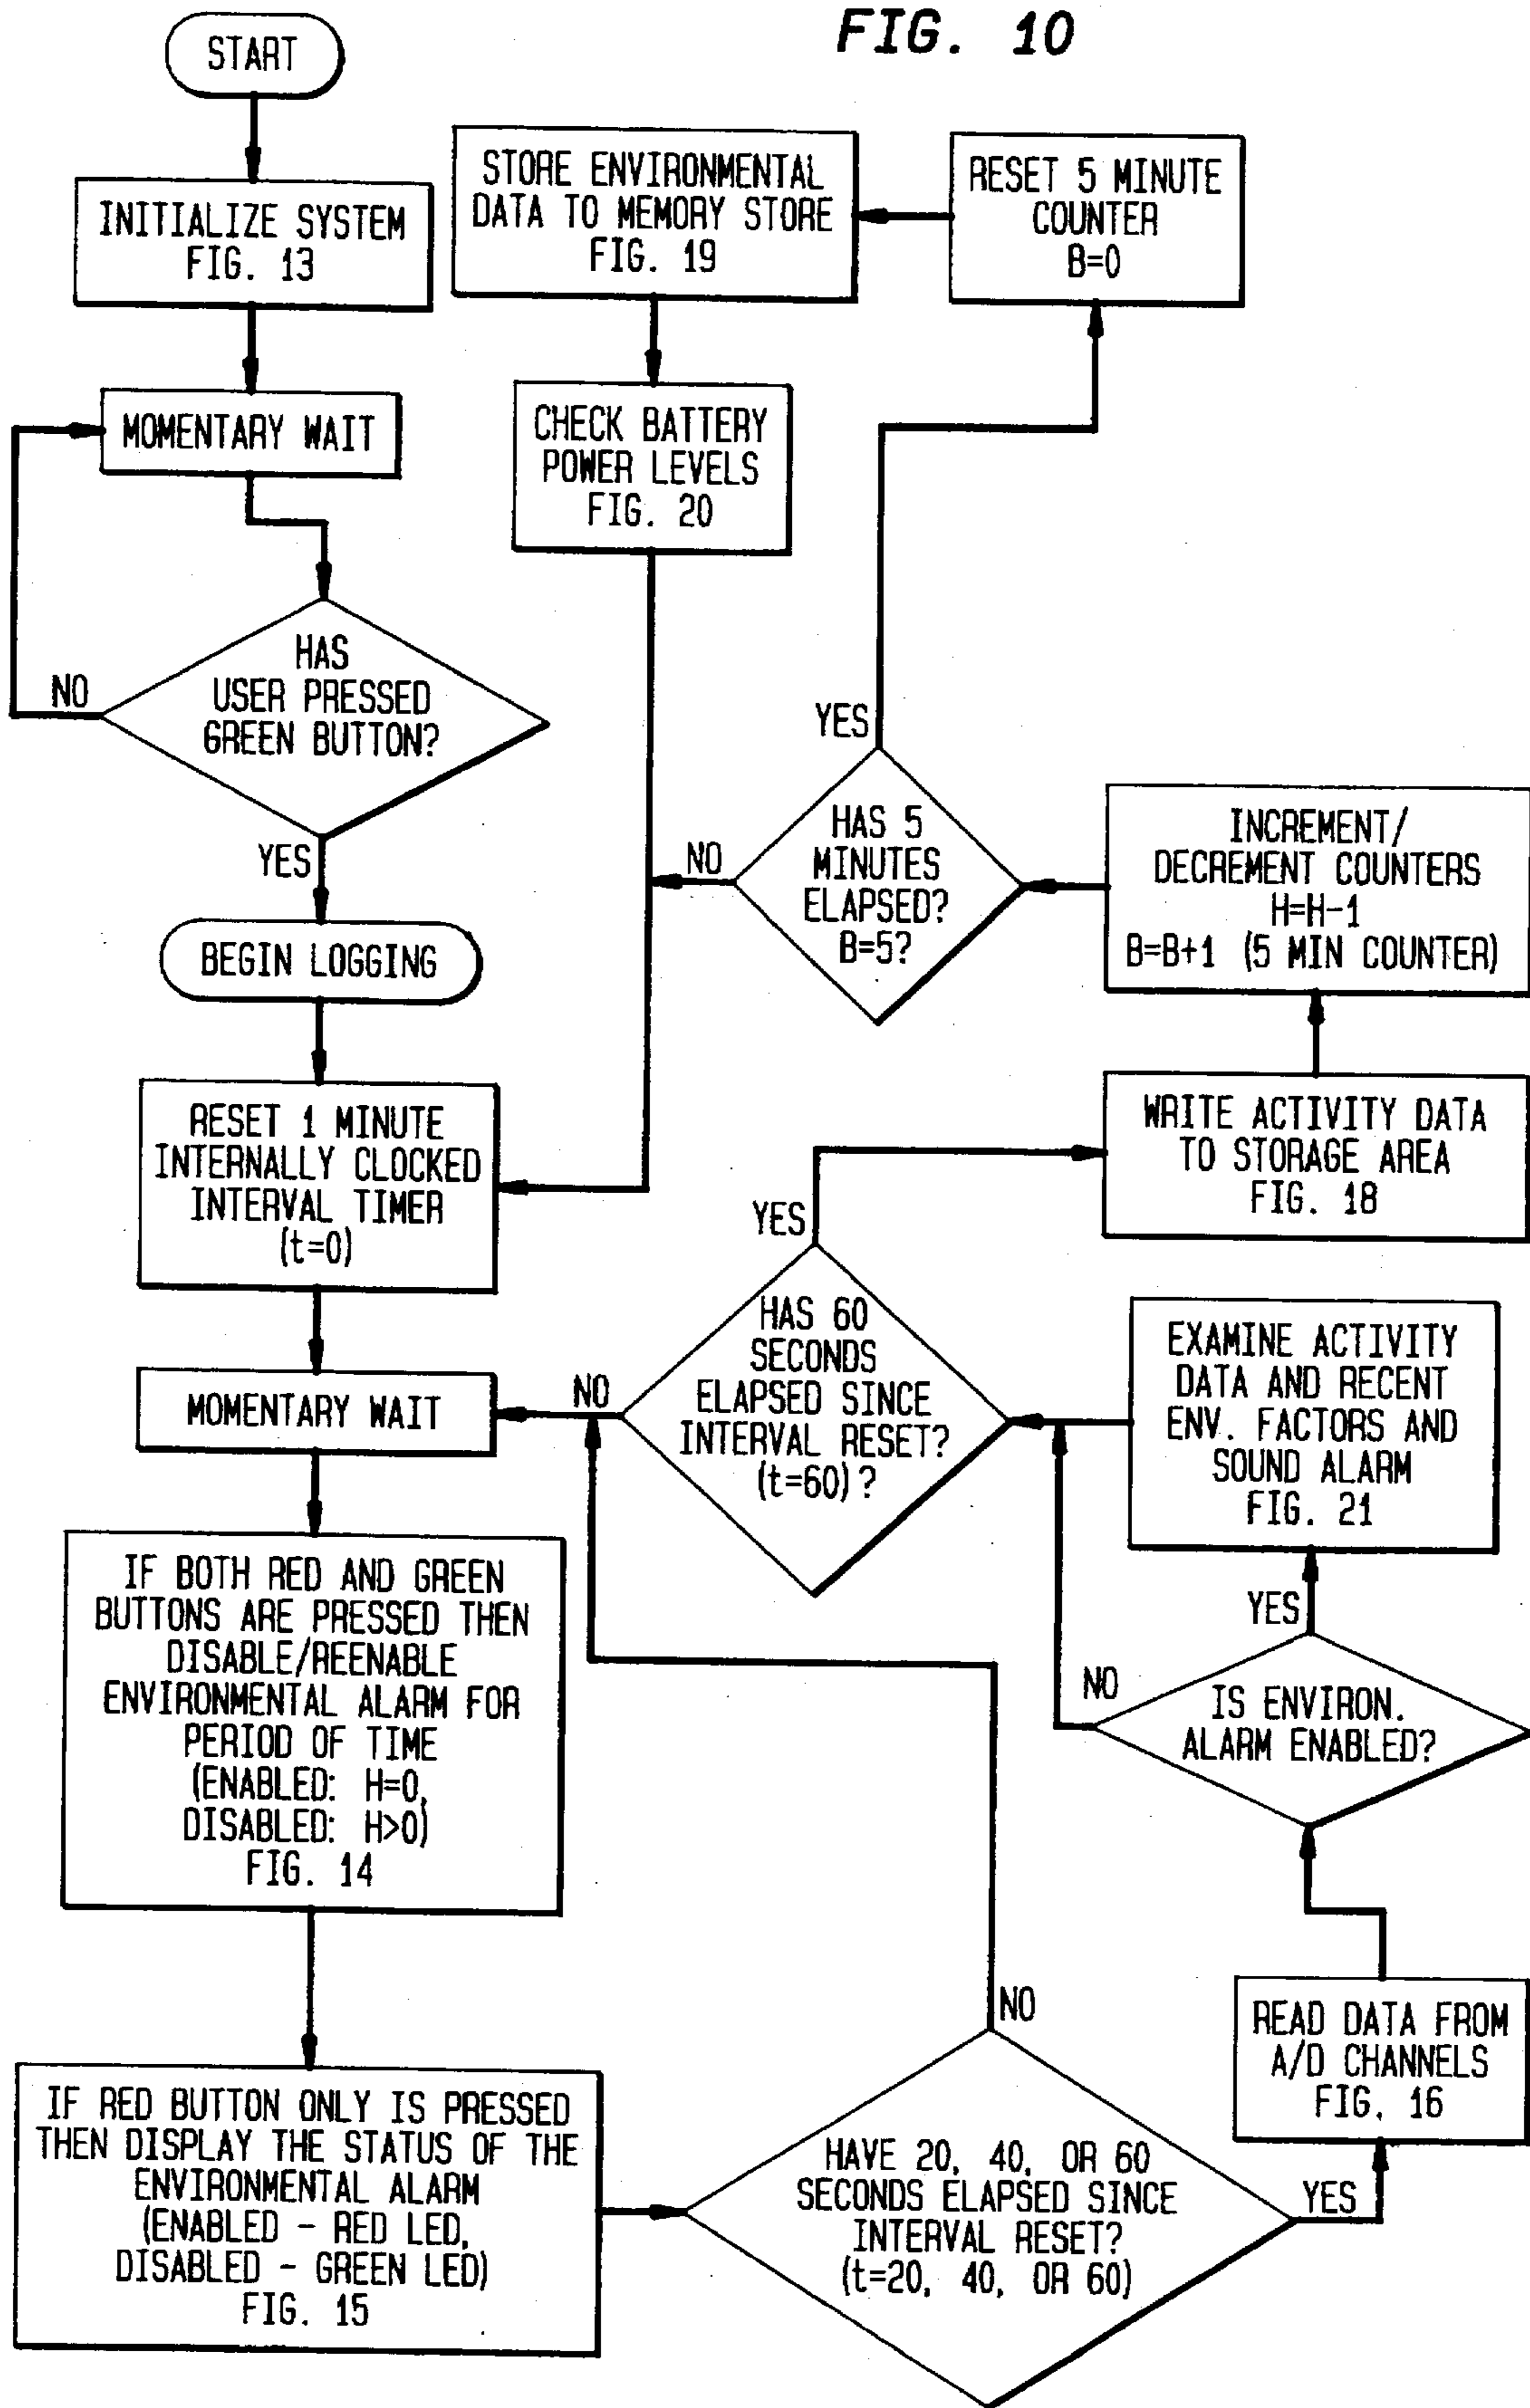 FIG. 10
START
INITIALIZE SYSTEM
FIG. 13
MOMENTARY WAIT
HAS
USER PRESSED
GREEN BUTTON?
NO
YES
BEGIN LOGGING
RESET 1 MINUTE
INTERNALLY CLOCKED
INTERVAL TIMER
(t=0)
MOMENTARY WAIT
IF BOTH RED AND GREEN
BUTTONS ARE PRESSED THEN
DISABLE/REENABLE
ENVIRONMENTAL ALARM FOR
PERIOD OF TIME
(ENABLED: H=0,
DISABLED: H>0)
FIG. 14
IF RED BUTTON ONLY IS PRESSED
THEN DISPLAY THE STATUS OF THE
ENVIRONMENTAL ALARM
(ENABLED - RED LED,
DISABLED - GREEN LED)
FIG. 15
HAVE 20, 40, OR 60
SECONDS ELAPSED SINCE
INTERVAL RESET?
(t=20, 40, OR 60)
NO
YES
READ DATA FROM
A/D CHANNELS
FIG. 16
IS ENVIRON.
ALARM ENABLED?
NO
YES
EXAMINE ACTIVITY
DATA AND RECENT
ENV. FACTORS AND
SOUND ALARM
FIG. 21
HAS 60
SECONDS
ELAPSED SINCE
INTERVAL RESET?
(t=60)?
NO
YES
WRITE ACTIVITY DATA
TO STORAGE AREA
FIG. 18
INCREMENT/
DECREMENT COUNTERS
H=H-1
B=B+1 (5 MIN COUNTER)
HAS 5
MINUTES
ELAPSED?
B=5?
NO
YES
RESET 5 MINUTE
COUNTER
B=0
STORE ENVIRONMENTAL
DATA TO MEMORY STORE
FIG. 19
CHECK BATTERY
POWER LEVELS
FIG. 20